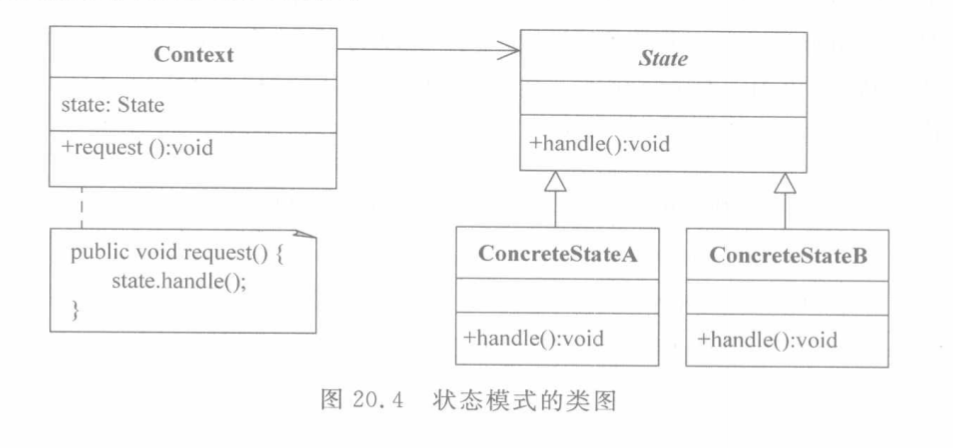 Context
state: State
+request ():void
public void request() {
state.handle();
}
State
+handle():void
ConcreteStateA
+handle():void
ConcreteStateB
+handle():void
图 20.4 状态模式的类图